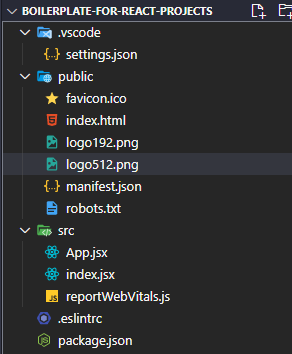 BOILERPLATE-FOR-REACT-PROJECTS
.vscode
settings.json
public
favicon.ico
index.html
logo192.png
logo512.png
manifest.json
robots.txt
src
App.jsx
index.jsx
reportWebVitals.js
.eslintrc
package.json